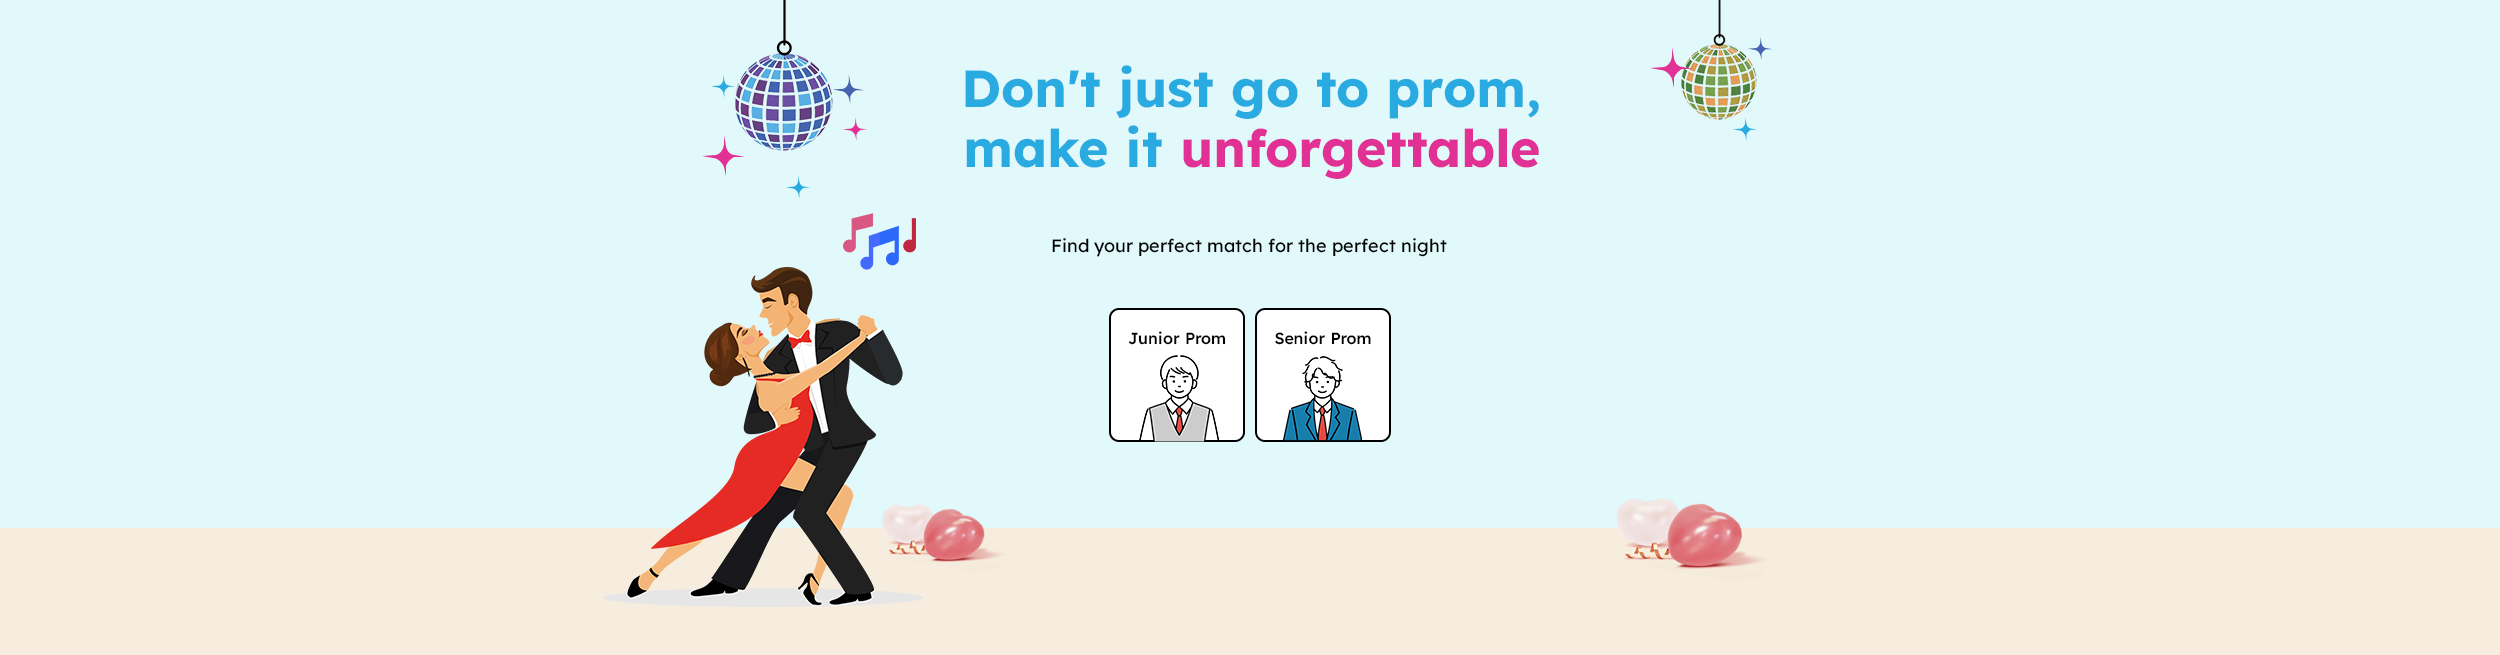 Don't just go to prom,
make it unforgettable
Find your perfect match for the perfect night
Junior Prom
Senior Prom